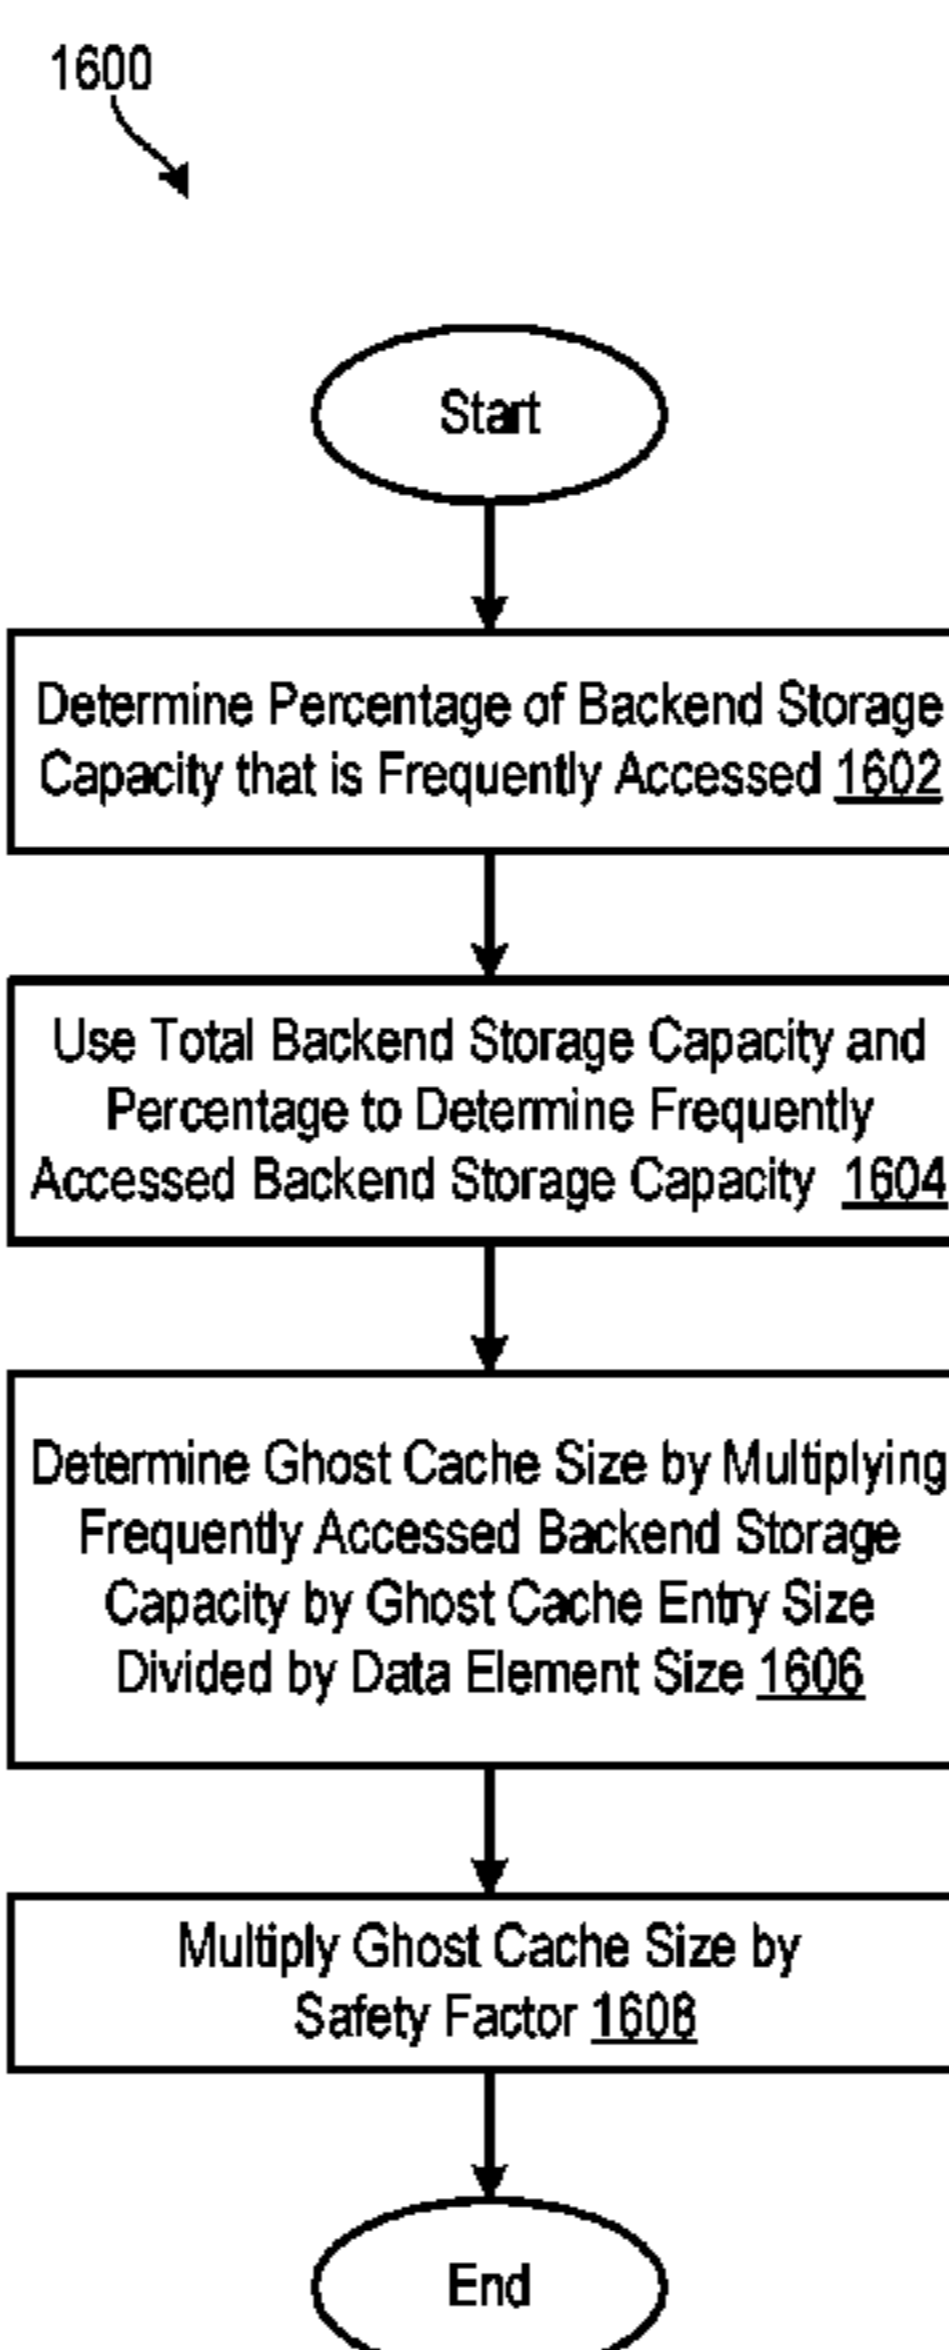 1600
Start
Determine Percentage of Backend Storage
Capacity that is Frequently Accessed 1602
Use Total Backend Storage Capacity and
Percentage to Determine Frequently
Accessed Backend Storage Capacity 1604
Determine Ghost Cache Size by Multiplying
Frequently Accessed Backend Storage
Capacity by Ghost Cache Entry Size
Divided by Data Element Size 1606
Multiply Ghost Cache Size by
Safety Factor 1608
End